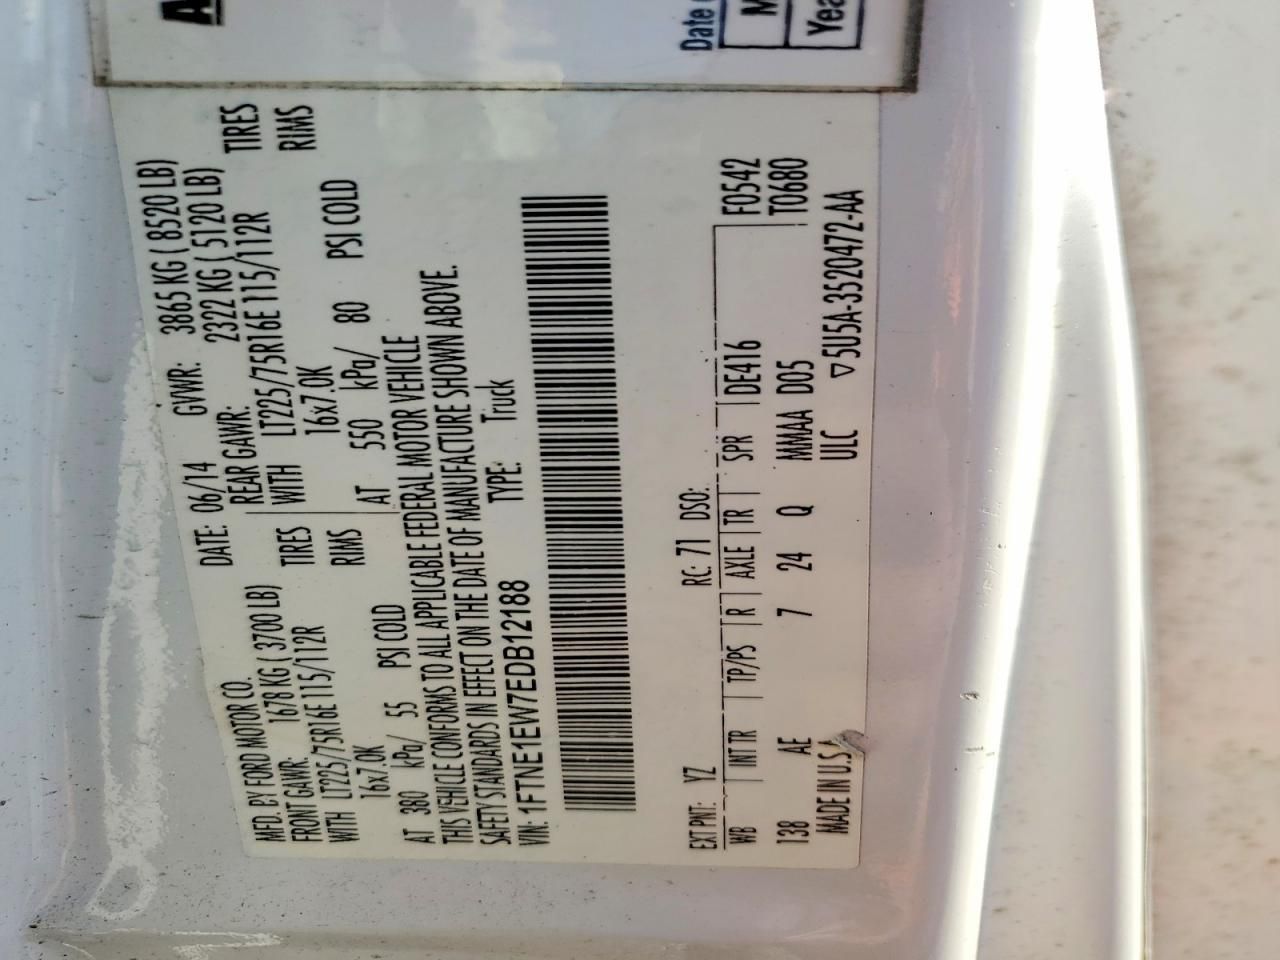 A
Date
M
Yea
MFD. BY FORD MOTOR CO.
DATE: 06/14 GVWR: 3865 KG ( 8520 LB)
FRONT GAWR: 1678 KG ( 3700 LB)
REAR GAWR: 2322 KG ( 5120 LB)
WITH LT225/75R16E 115/112R TIRES
WITH LT225/75R16E 115/112R TIRES
16x7.0K RIMS
16x7.0K RIMS
AT 380 kPa/ 55 PSI COLD
AT 550 kPa/ 80 PSI COLD
THIS VEHICLE CONFORMS TO ALL APPLICABLE FEDERAL MOTOR VEHICLE
SAFETY STANDARDS IN EFFECT ON THE DATE OF MANUFACTURE SHOWN ABOVE.
VIN: 1FTNE1EW7EDB12188 TYPE: Truck
EXT PNT: YZ RC: 71 DSO:
WB INT TR TP/PS R AXLE TR SPR DE416 F0542
138 AE 7 24 Q MMAA D05 T0680
MADE IN U.S.A ULC ▽5U5A-3520472-AA